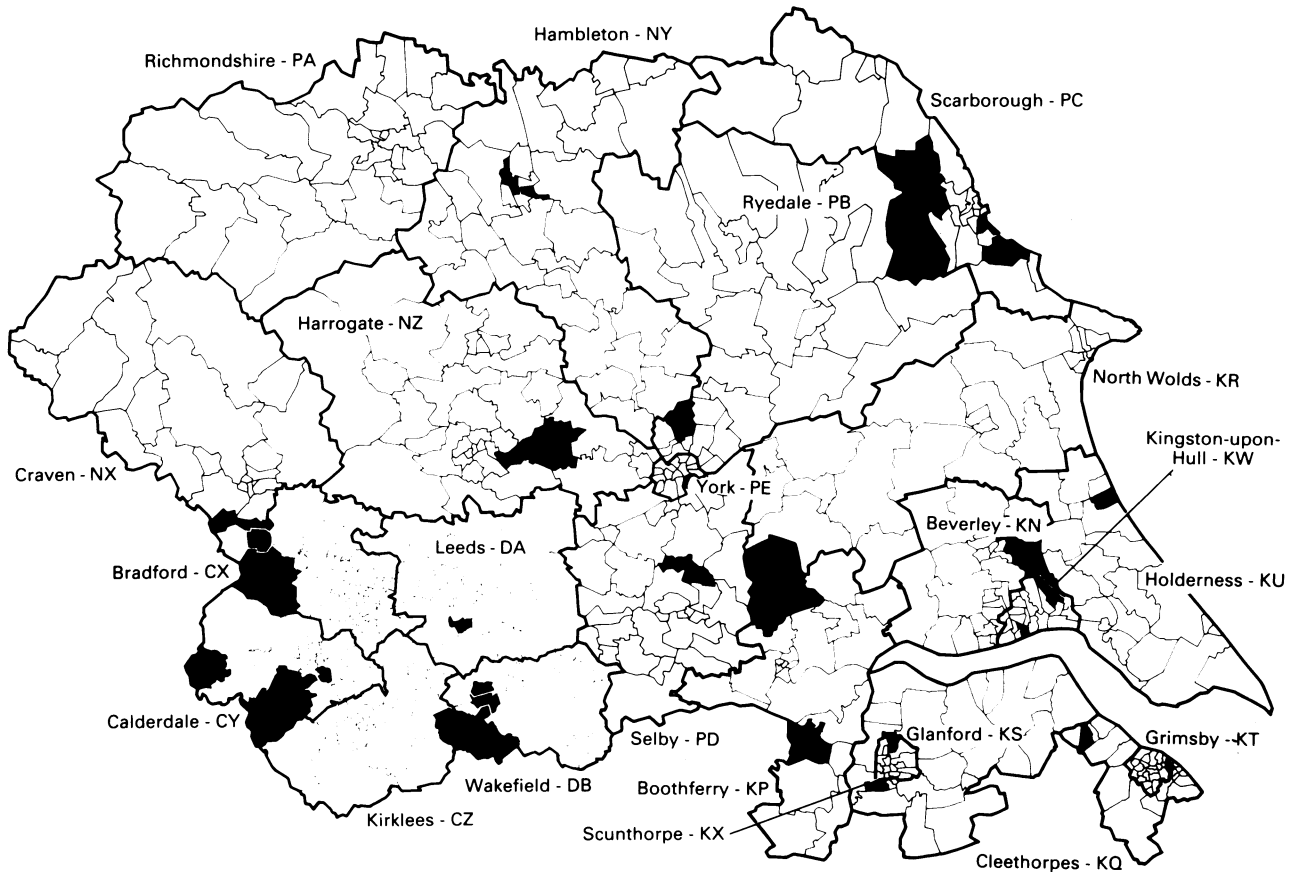 Hambleton - NY
Richmondshire - PA
Scarborough - PC
Ryedale - PB
Harrogate - NZ
North Wolds - KR
Kingston-upon-
Hull - KW
Craven - NX
York - PE
Beverley - KN
Leeds - DA
Bradford - CX
Holderness - KU
Calderdale - CY
Selby - PD
Glanford - KS
Grimsby - KT
Wakefield - DB
Boothferry - KP
Kirklees - CZ
Scunthorpe - KX
Cleethorpes - KQ